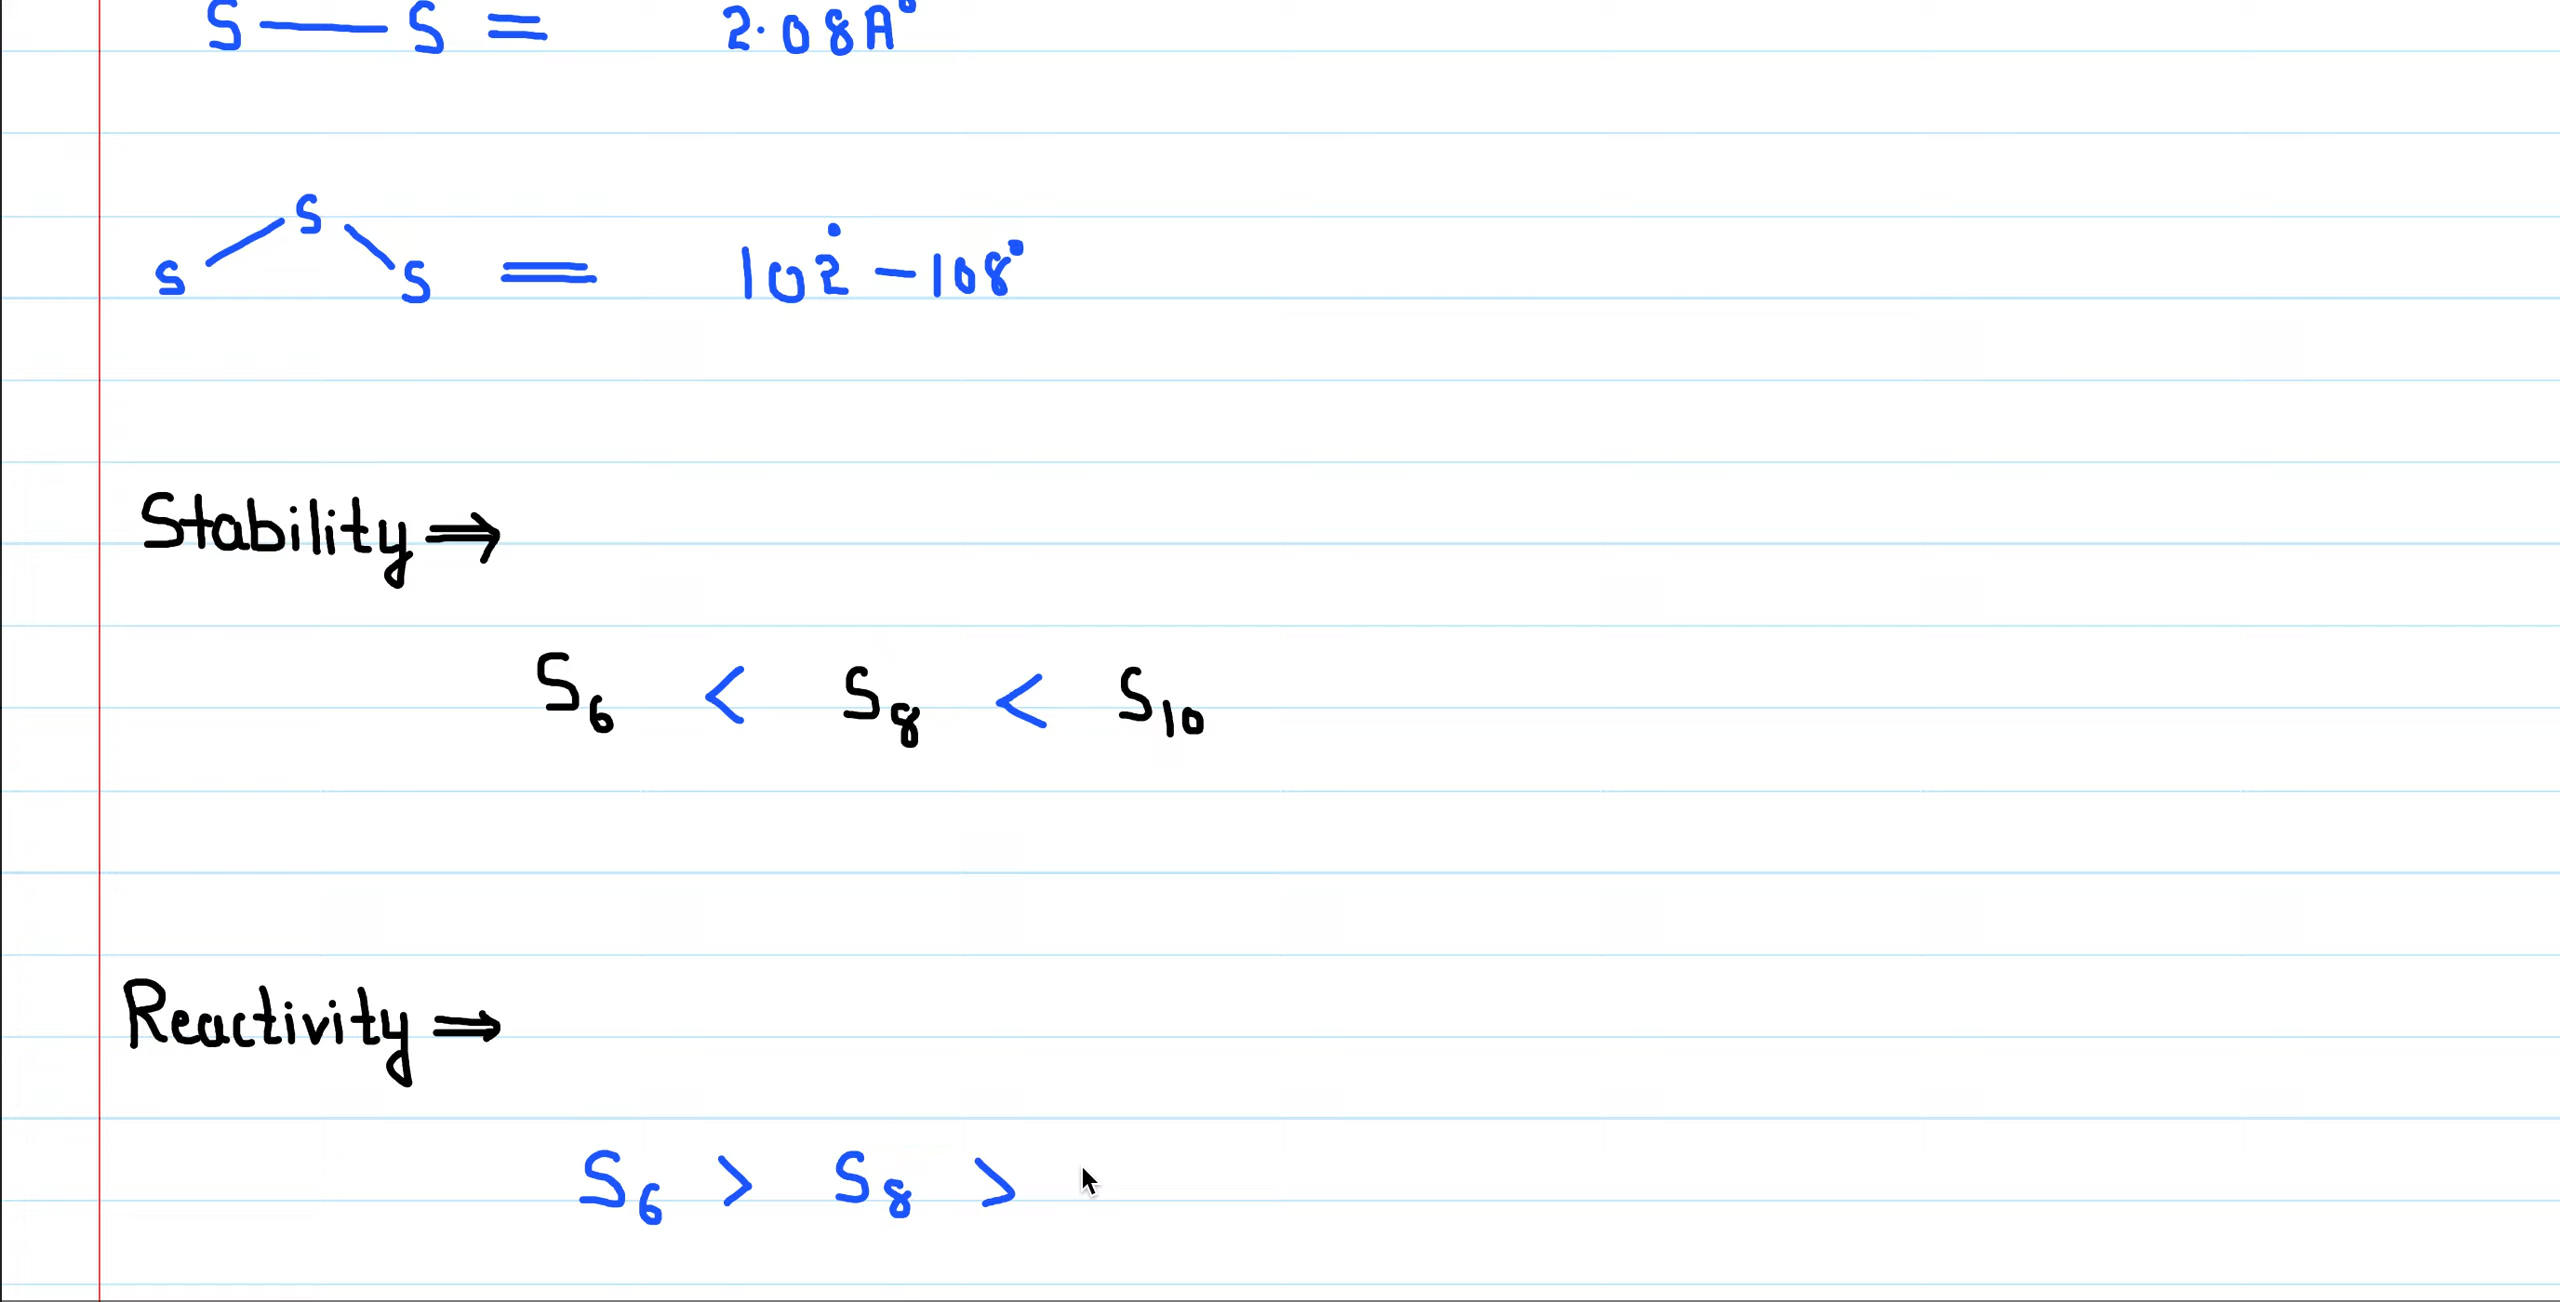 S — S = 2.08A°
S S S = 102° – 108°
Stability ⇒
S₆ < S₈ < S₁₀
Reactivity ⇒
S₆ > S₈ >